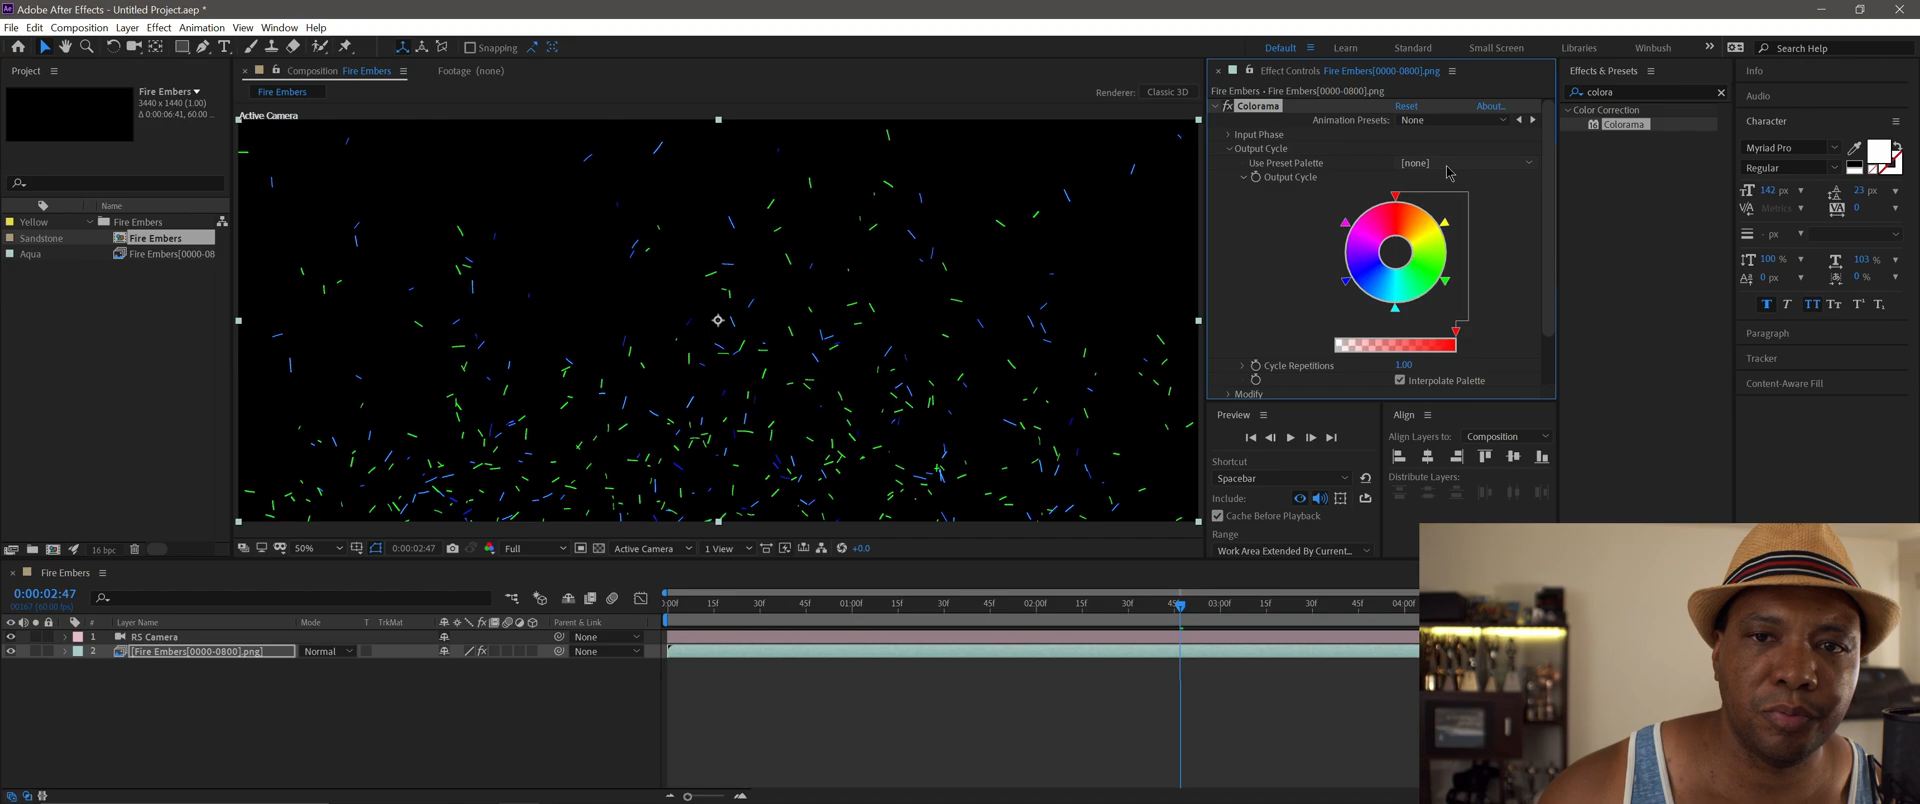 Ae Adobe After Effects - Untitled Project.aep *
File Edit Composition Layer Effect Animation View Window Help
Snapping
Default Learn Standard Small Screen Libraries Winbush
Search Help
Project
Fire Embers
3440 x 1440 (1.00)
Δ 0:00:06:41, 60.00 ...
Name
Yellow Fire Embers
Sandstone Fire Embers
Aqua Fire Embers[0000-08
16 bpc
Composition Fire Embers
Footage (none)
Fire Embers
Renderer: Classic 3D
Active Camera
50% 0:00:02:47 Full Active Camera 1 View +0.0
Effect Controls Fire Embers[0000-0800].png
Fire Embers • Fire Embers[0000-0800].png
fx Colorama Reset About...
Animation Presets: None
Input Phase
Output Cycle
Use Preset Palette [none]
Output Cycle
Cycle Repetitions 1.00
Interpolate Palette
Modify
Preview
Shortcut
Spacebar
Include:
Cache Before Playback
Range
Work Area Extended By Current...
Align
Align Layers to: Composition
Distribute Layers:
Effects & Presets
colora
Color Correction
Colorama
Info
Audio
Character
Myriad Pro
Regular
142 px 23 px
Metrics 0
- px
100 % 103 %
0 px 0 %
Paragraph
Tracker
Content-Aware Fill
Fire Embers
0:00:02:47
00167 (60.00 fps)
# Layer Name Mode T TrkMat Parent & Link
1 RS Camera None
2 [Fire Embers[0000-0800].png] Normal None
:00f 15f 30f 45f 01:00f 15f 30f 45f 02:00f 15f 30f 45f 03:00f 15f 30f 45f 04:00f